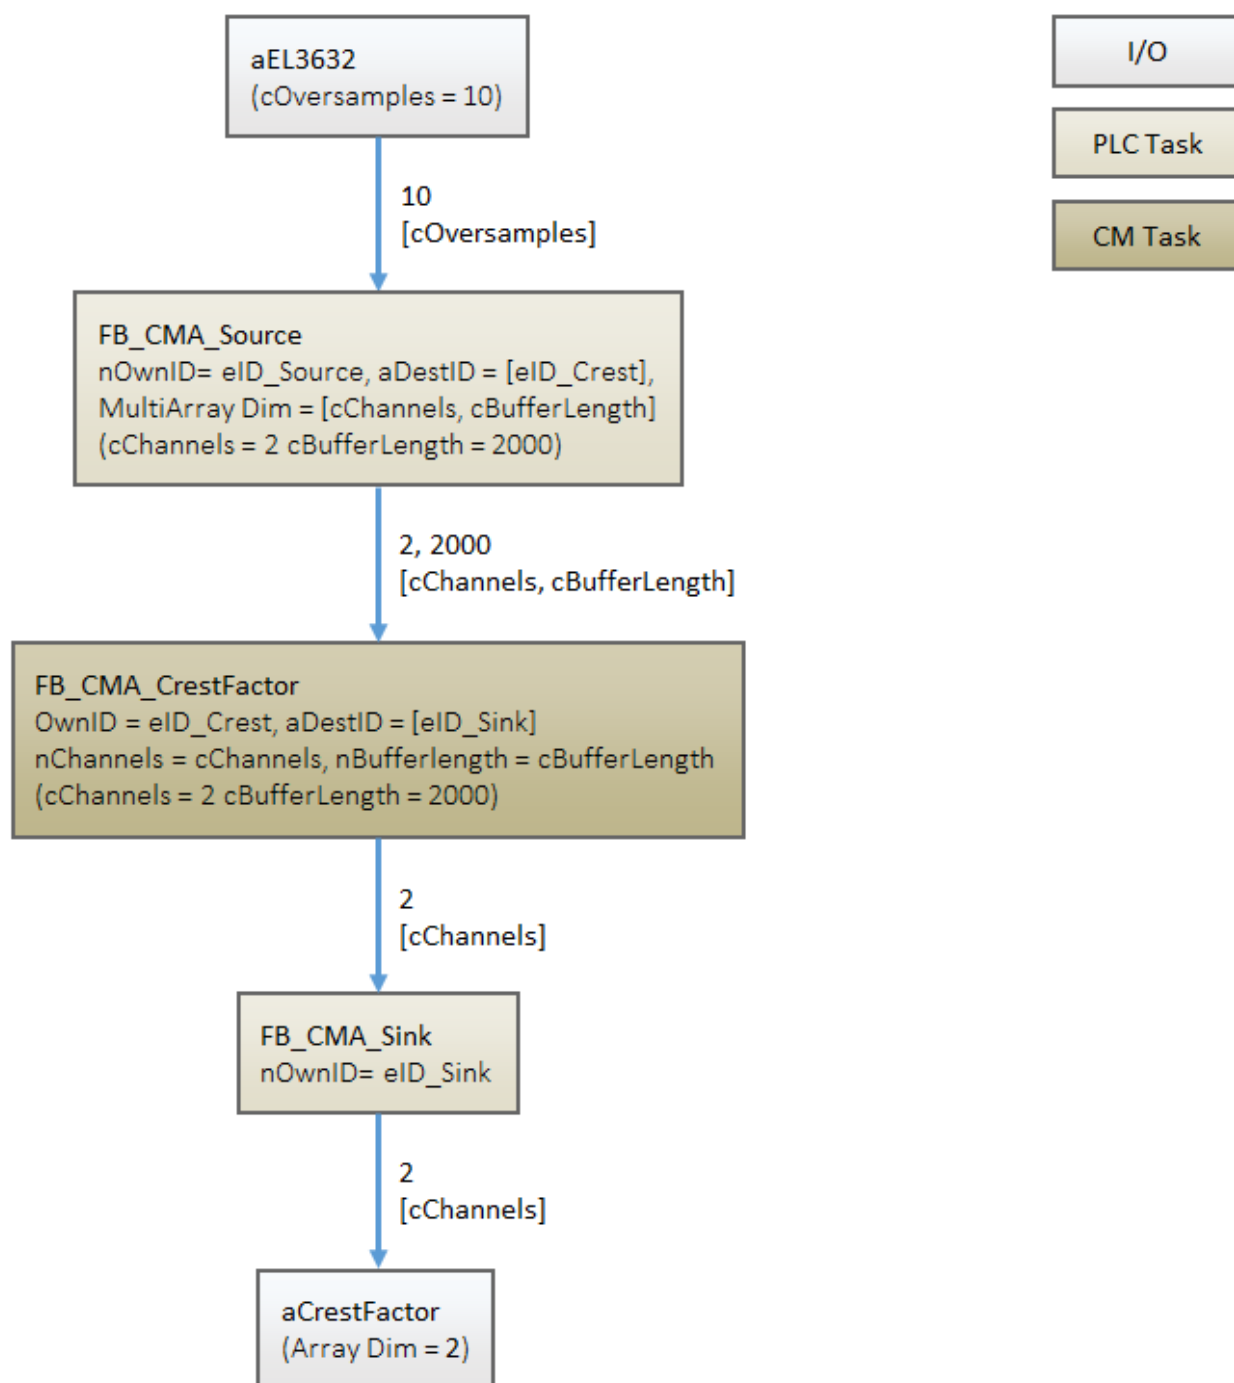 aEL3632
(cOversamples = 10)
I/O
PLC Task
CM Task
10
[cOversamples]
FB_CMA_Source
nOwnID= eID_Source, aDestID = [eID_Crest],
MultiArray Dim = [cChannels, cBufferLength]
(cChannels = 2 cBufferLength = 2000)
2, 2000
[cChannels, cBufferLength]
FB_CMA_CrestFactor
OwnID = eID_Crest, aDestID = [eID_Sink]
nChannels = cChannels, nBufferlength = cBufferLength
(cChannels = 2 cBufferLength = 2000)
2
[cChannels]
FB_CMA_Sink
nOwnID= eID_Sink
2
[cChannels]
aCrestFactor
(Array Dim = 2)